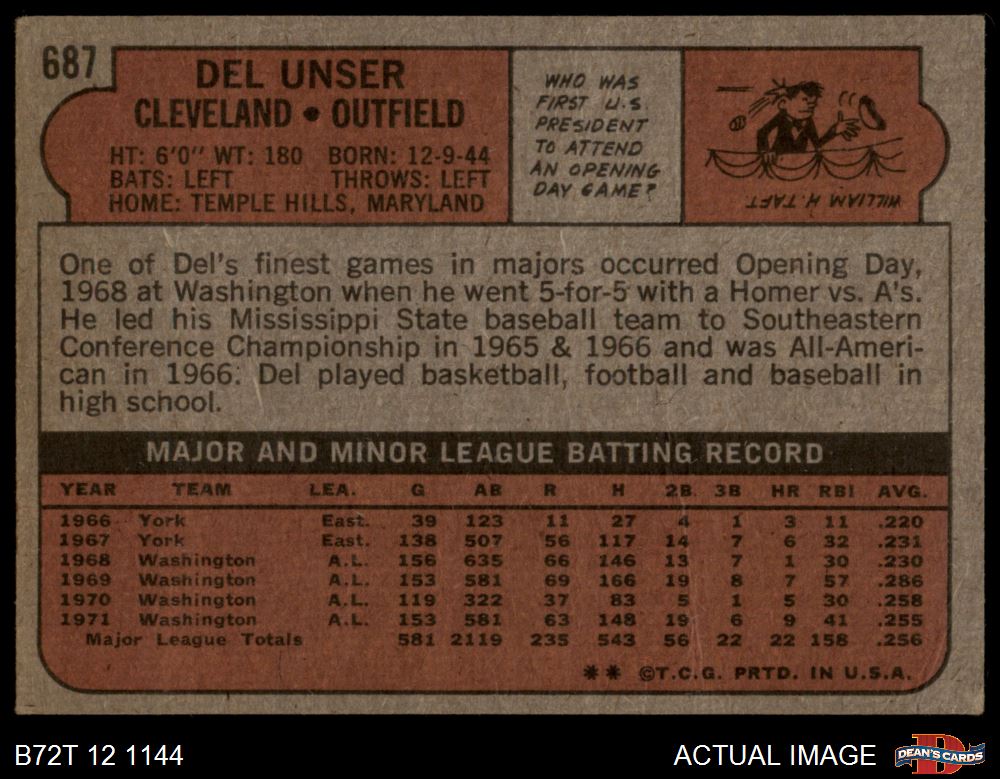 687
DEL UNSER
CLEVELAND • OUTFIELD
HT: 6'0" WT: 180 BORN: 12-9-44
BATS: LEFT THROWS: LEFT
HOME: TEMPLE HILLS, MARYLAND
WHO WAS
FIRST U.S.
PRESIDENT
TO ATTEND
AN OPENING
DAY GAME?
WILLIAM H. TAFT
One of Del's finest games in majors occurred Opening Day,
1968 at Washington when he went 5-for-5 with a Homer vs. A's.
He led his Mississippi State baseball team to Southeastern
Conference Championship in 1965 & 1966 and was All-Ameri-
can in 1966. Del played basketball, football and baseball in
high school.
MAJOR AND MINOR LEAGUE BATTING RECORD
YEAR TEAM LEA. G AB R H 2B 3B HR RBI AVG.
1966 York East. 39 123 11 27 4 1 3 11 .220
1967 York East. 138 507 56 117 14 7 6 32 .231
1968 Washington A.L. 156 635 66 146 13 7 1 30 .230
1969 Washington A.L. 153 581 69 166 19 8 7 57 .286
1970 Washington A.L. 119 322 37 83 5 1 5 30 .258
1971 Washington A.L. 153 581 63 148 19 6 9 41 .255
Major League Totals 581 2119 235 543 56 22 22 158 .256
** ©T.C.G. PRTD. IN U.S.A.
B72T 12 1144
ACTUAL IMAGE
DEAN'S CARDS